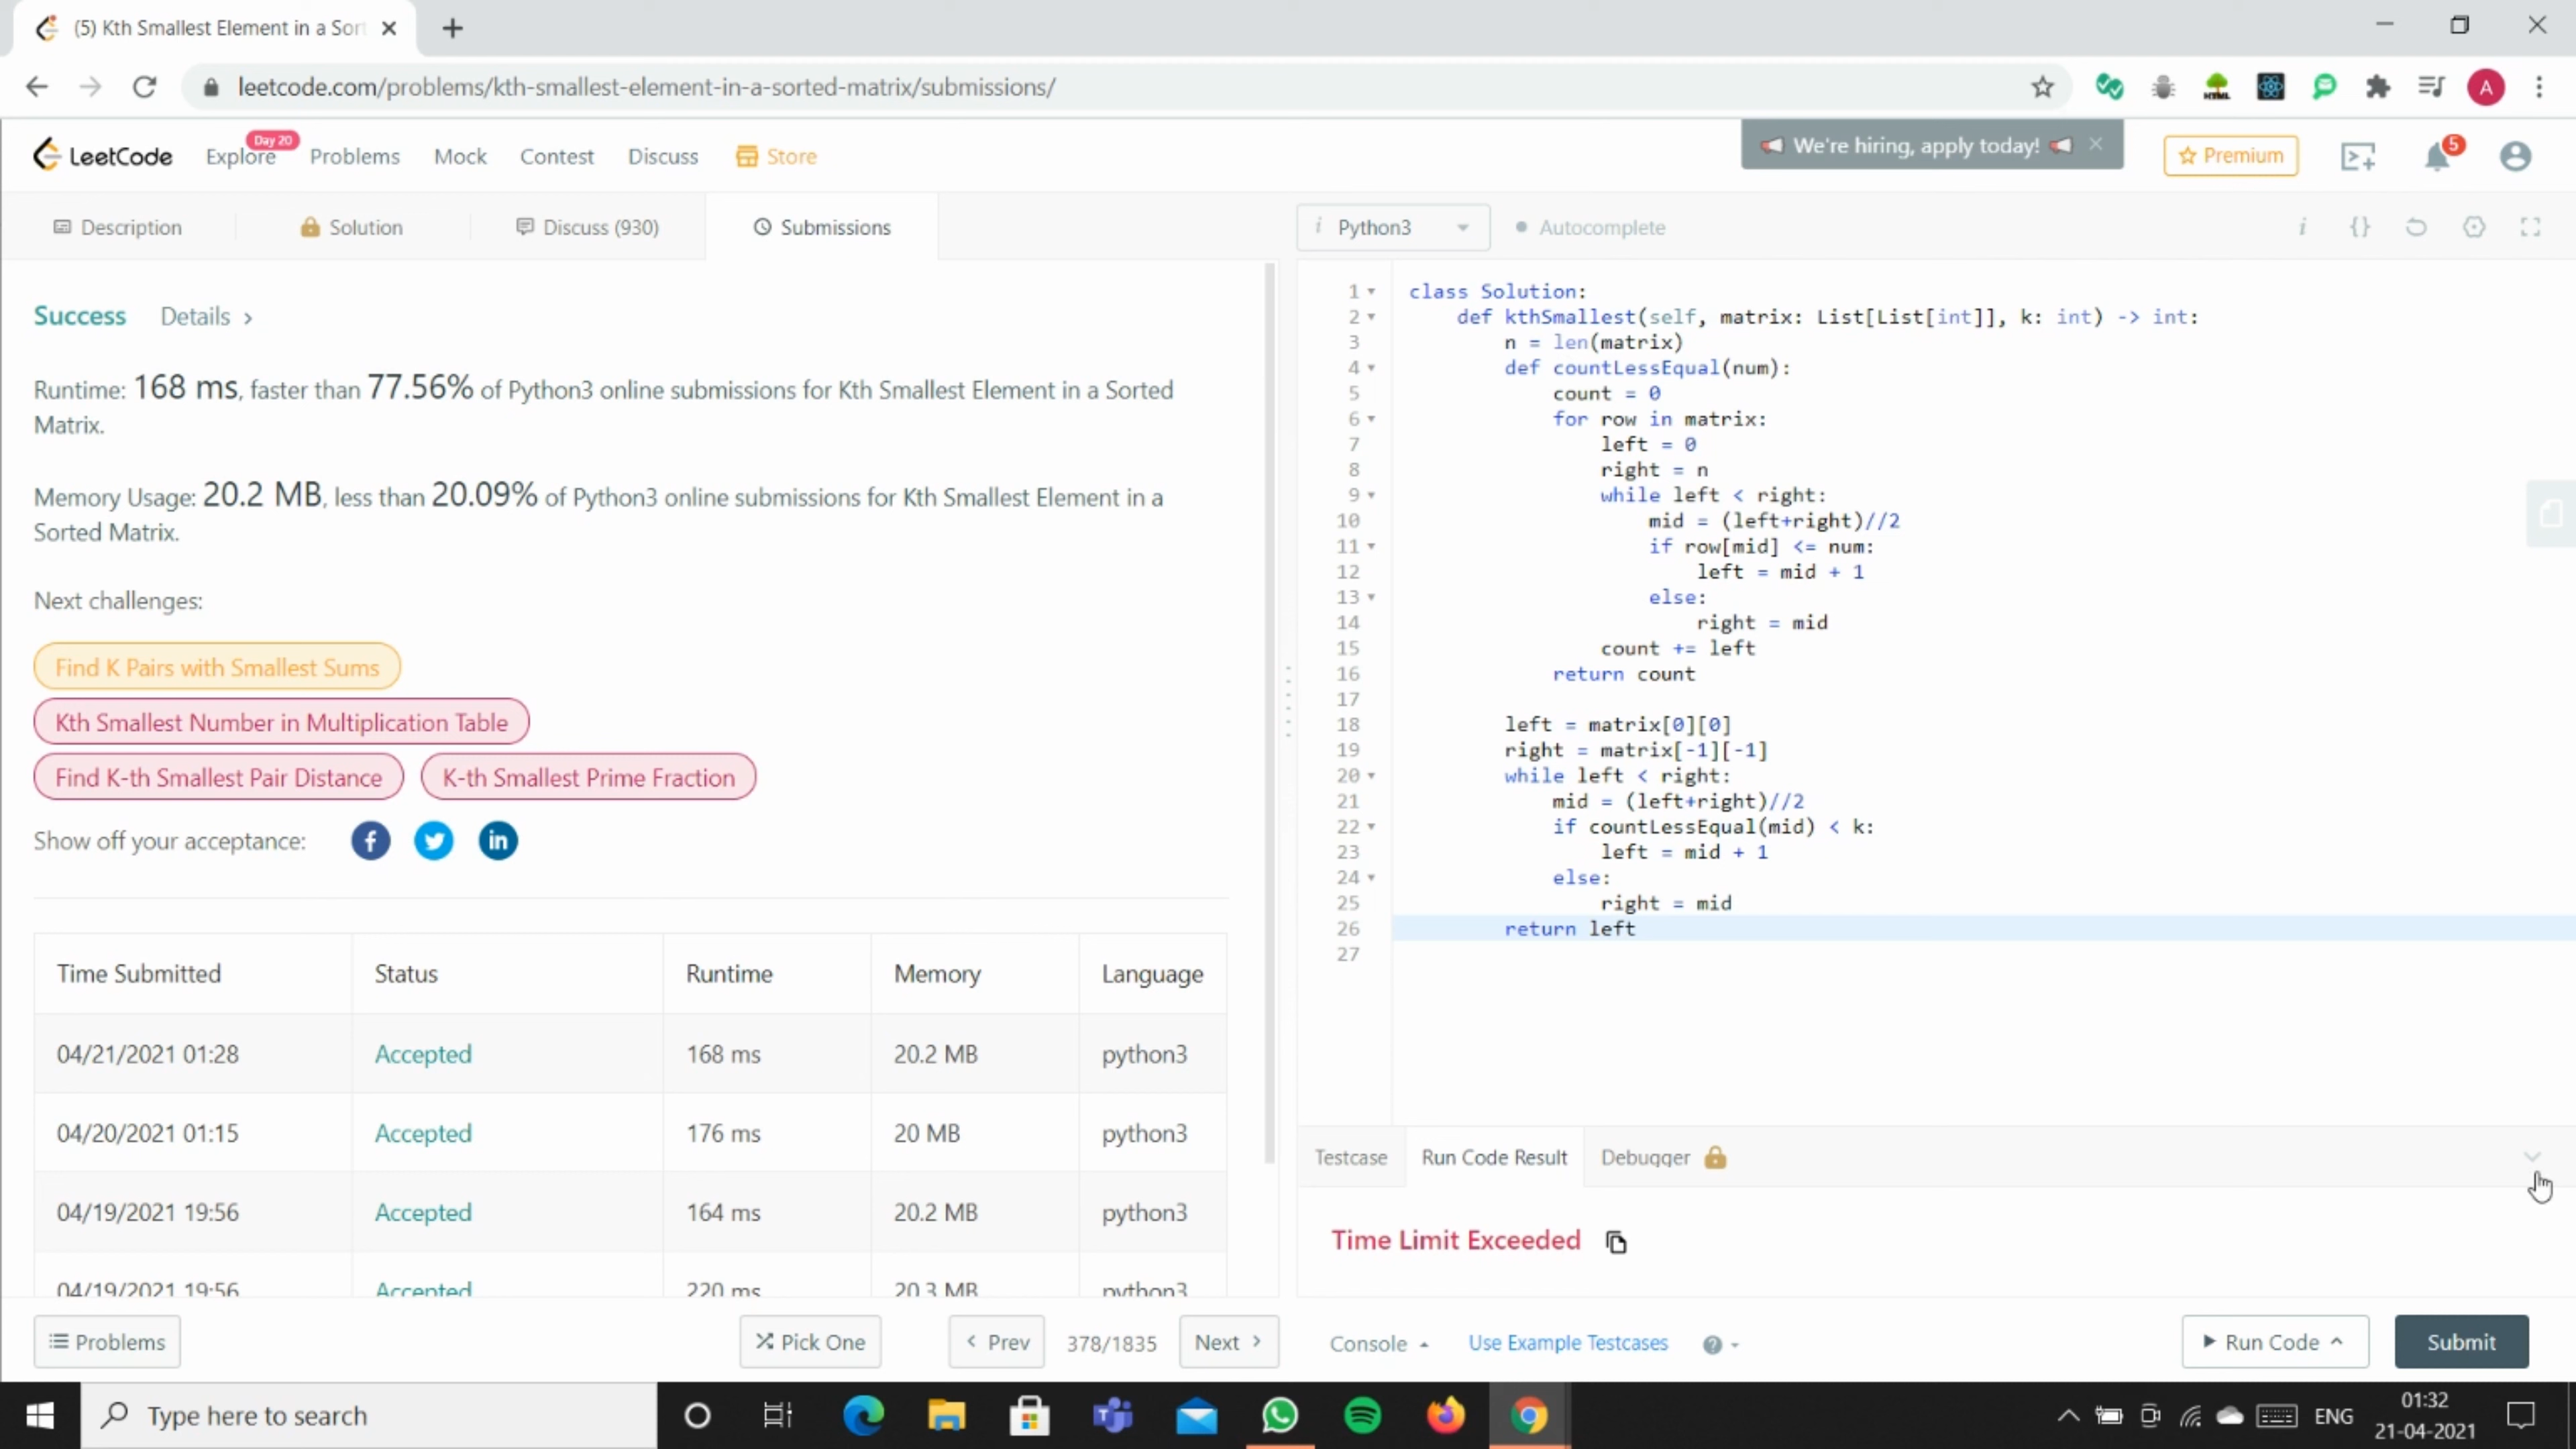 (5) Kth Smallest Element in a Sor
leetcode.com/problems/kth-smallest-element-in-a-sorted-matrix/submissions/
A
LeetCode
Explore
Day 20
Problems
Mock
Contest
Discuss
Store
We're hiring, apply today!
Premium
5
Description
Solution
Discuss (930)
Submissions
i Python3
Autocomplete
i {}
Success Details >
Runtime: 168 ms, faster than 77.56% of Python3 online submissions for Kth Smallest Element in a Sorted
Matrix.
Memory Usage: 20.2 MB, less than 20.09% of Python3 online submissions for Kth Smallest Element in a
Sorted Matrix.
Next challenges:
Find K Pairs with Smallest Sums
Kth Smallest Number in Multiplication Table
Find K-th Smallest Pair Distance
K-th Smallest Prime Fraction
Show off your acceptance: f in
Time Submitted Status Runtime Memory Language
04/21/2021 01:28 Accepted 168 ms 20.2 MB python3
04/20/2021 01:15 Accepted 176 ms 20 MB python3
04/19/2021 19:56 Accepted 164 ms 20.2 MB python3
04/19/2021 19:56 Accepted 220 ms 20.3 MB python3
Problems
Pick One
< Prev
378/1835
Next >
1 class Solution:
2     def kthSmallest(self, matrix: List[List[int]], k: int) -> int:
3         n = len(matrix)
4         def countLessEqual(num):
5             count = 0
6             for row in matrix:
7                 left = 0
8                 right = n
9                 while left < right:
10                     mid = (left+right)//2
11                     if row[mid] <= num:
12                         left = mid + 1
13                     else:
14                         right = mid
15                 count += left
16             return count
17
18         left = matrix[0][0]
19         right = matrix[-1][-1]
20         while left < right:
21             mid = (left+right)//2
22             if countLessEqual(mid) < k:
23                 left = mid + 1
24             else:
25                 right = mid
26         return left
27
Testcase
Run Code Result
Debugger
Time Limit Exceeded
Console
Use Example Testcases
?
Run Code
Submit
Type here to search
HTML
ENG
01:32
21-04-2021